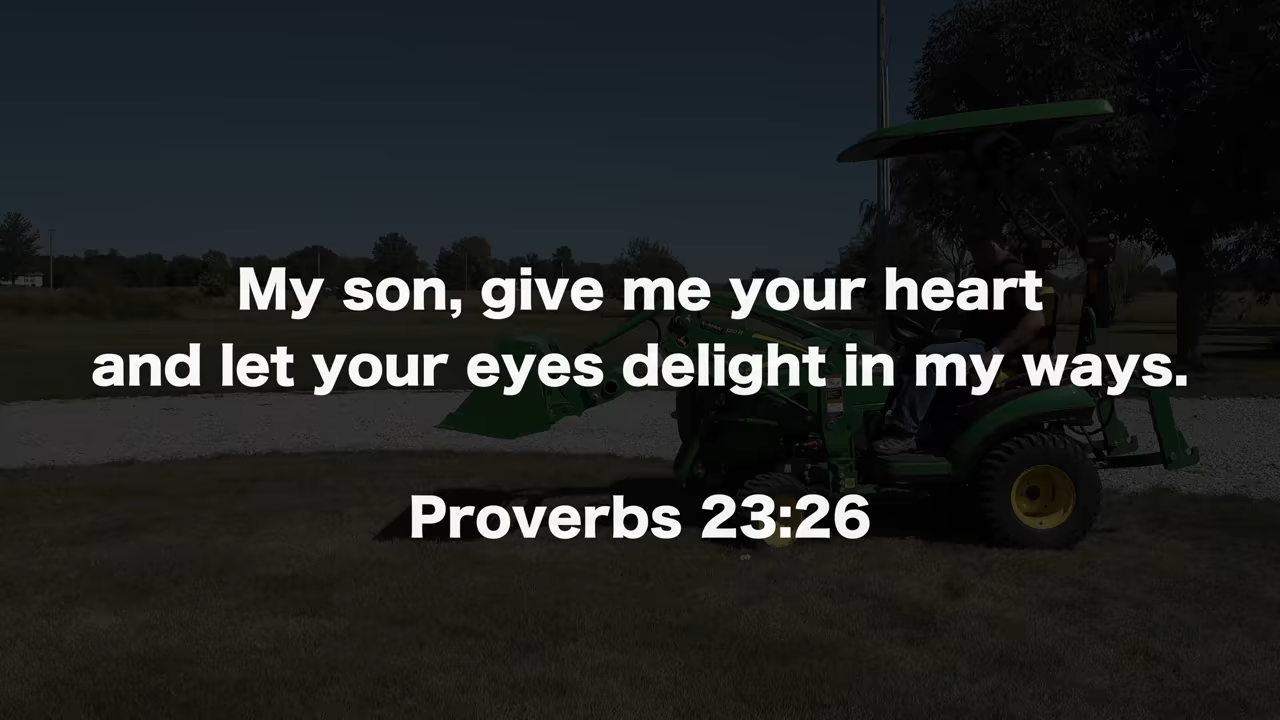 My son, give me your heart
and let your eyes delight in my ways.
Proverbs 23:26